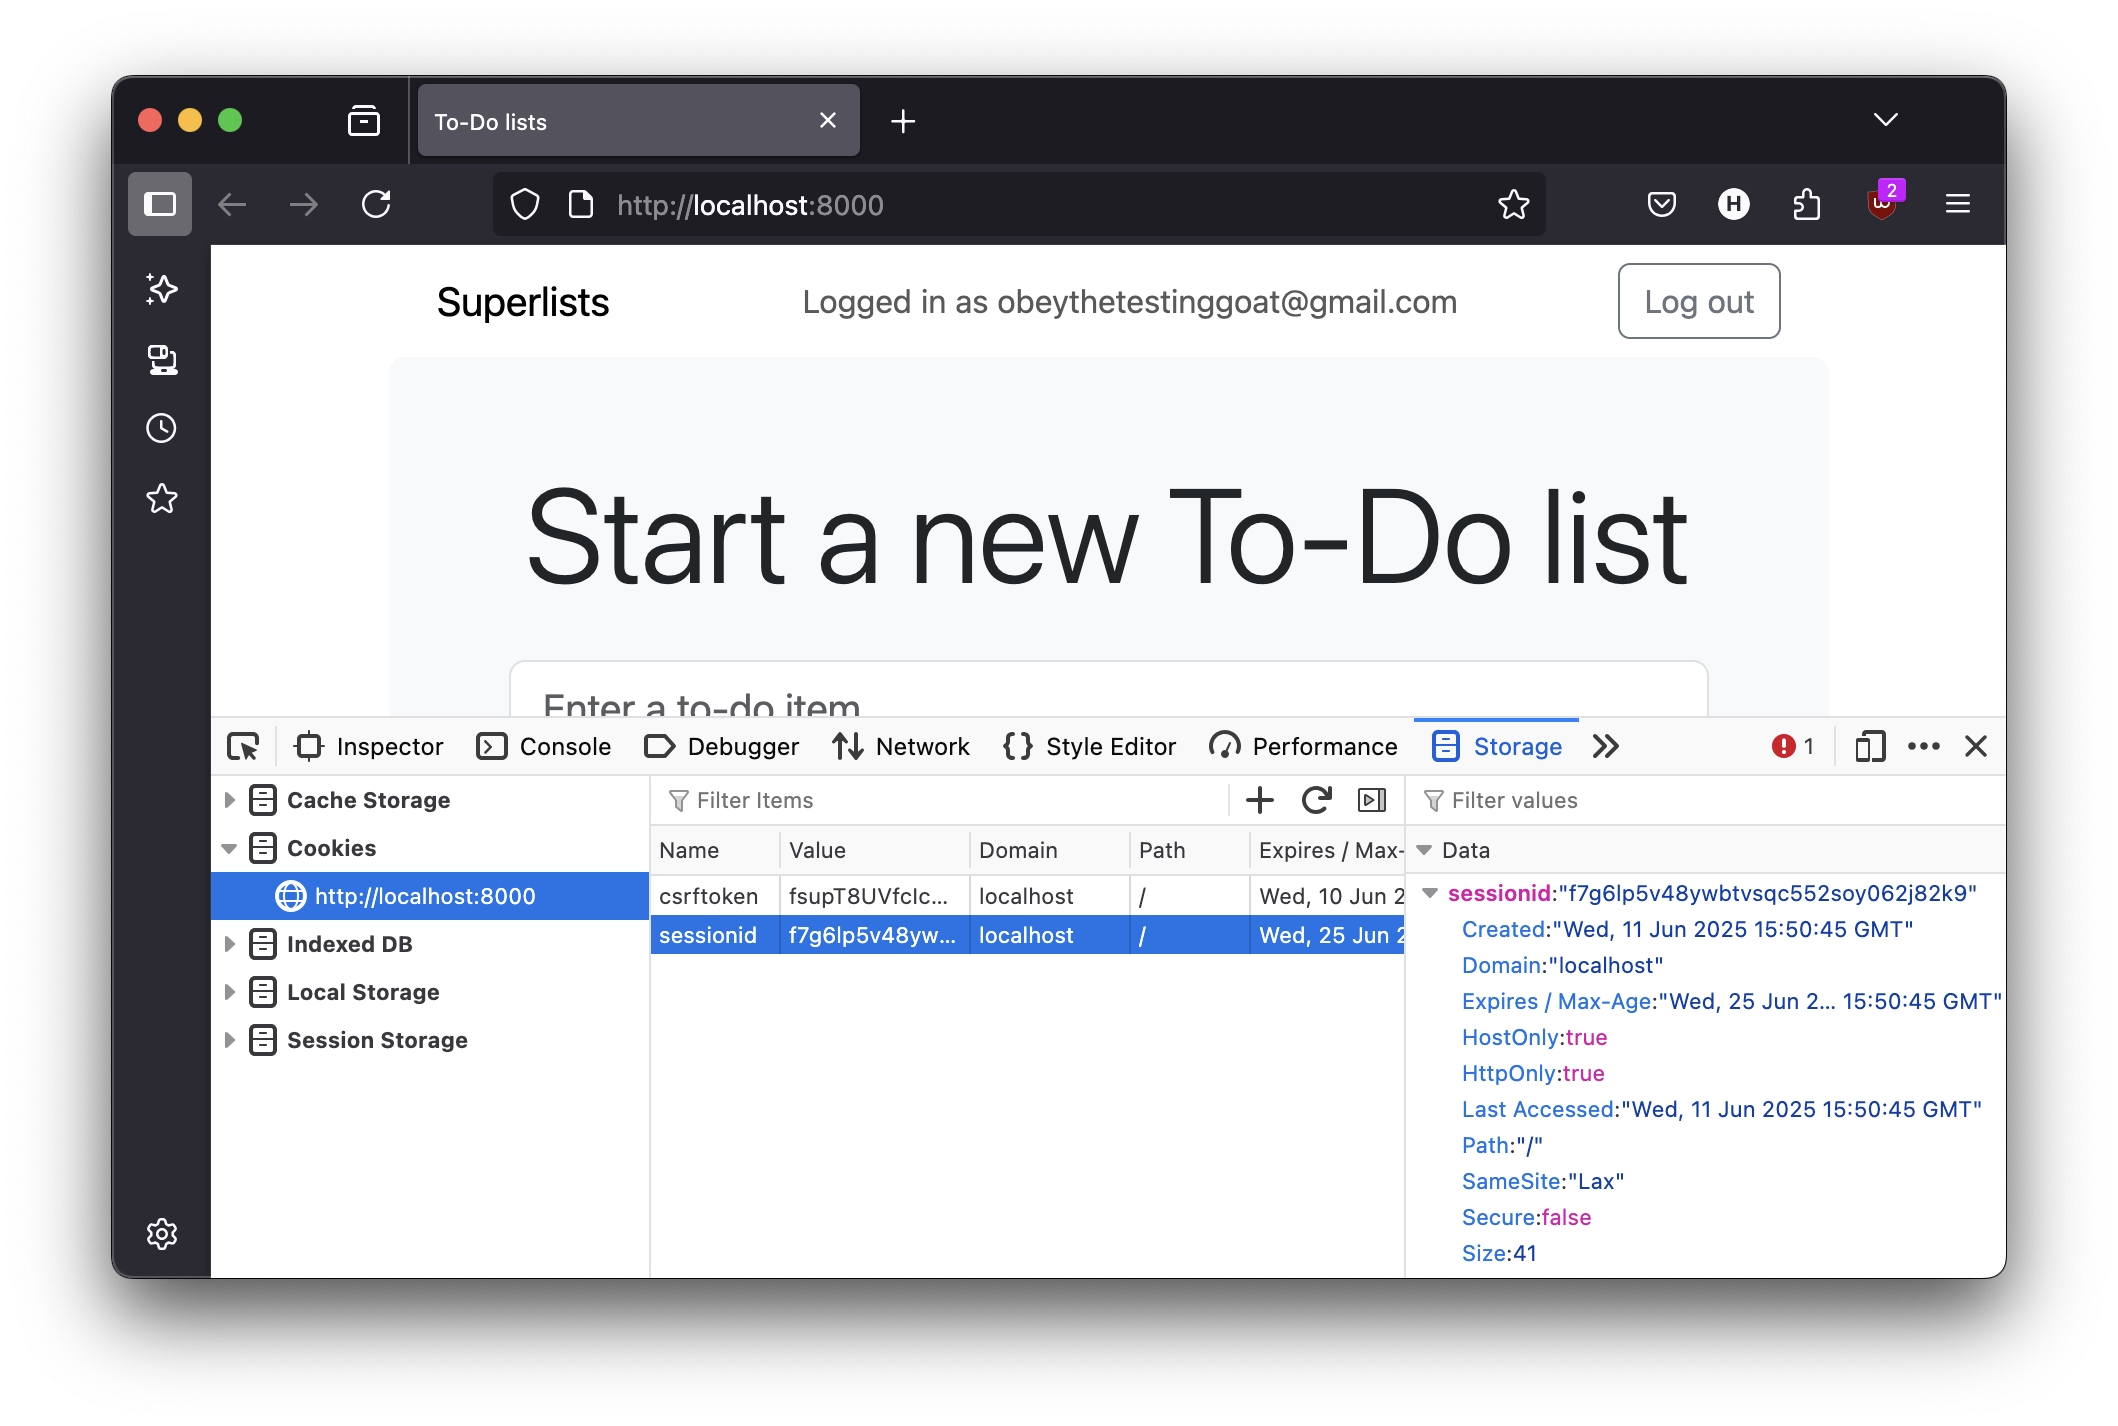 To-Do lists
http://localhost:8000
H
2
Superlists
Logged in as obeythetestinggoat@gmail.com
Log out
Start a new To-Do list
Enter a to-do item
Inspector
Console
Debugger
Network
Style Editor
Performance
Storage
1
Cache Storage
Cookies
http://localhost:8000
Indexed DB
Local Storage
Session Storage
Filter Items
Name Value Domain Path Expires / Max-
csrftoken fsupT8UVfcIc... localhost / Wed, 10 Jun 2
sessionid f7g6lp5v48yw... localhost / Wed, 25 Jun 2
Filter values
Data
sessionid:"f7g6lp5v48ywbtvsqc552soy062j82k9"
Created:"Wed, 11 Jun 2025 15:50:45 GMT"
Domain:"localhost"
Expires / Max-Age:"Wed, 25 Jun 2... 15:50:45 GMT"
HostOnly:true
HttpOnly:true
Last Accessed:"Wed, 11 Jun 2025 15:50:45 GMT"
Path:"/"
SameSite:"Lax"
Secure:false
Size:41